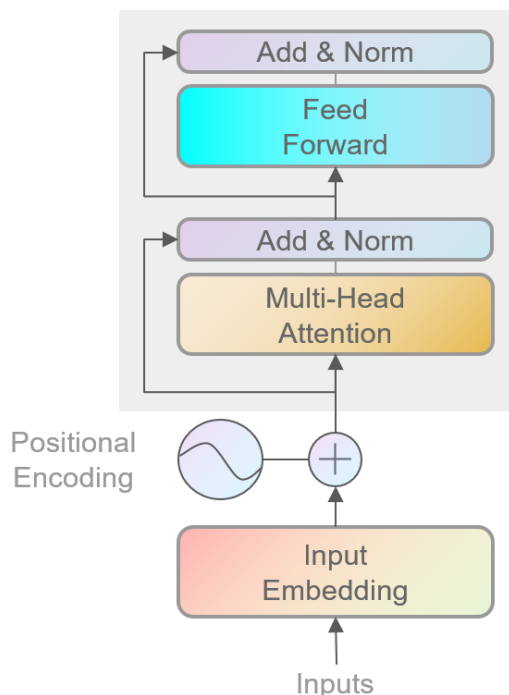 Add & Norm
Feed
Forward
Add & Norm
Multi-Head
Attention
Positional
Encoding
Input
Embedding
Inputs